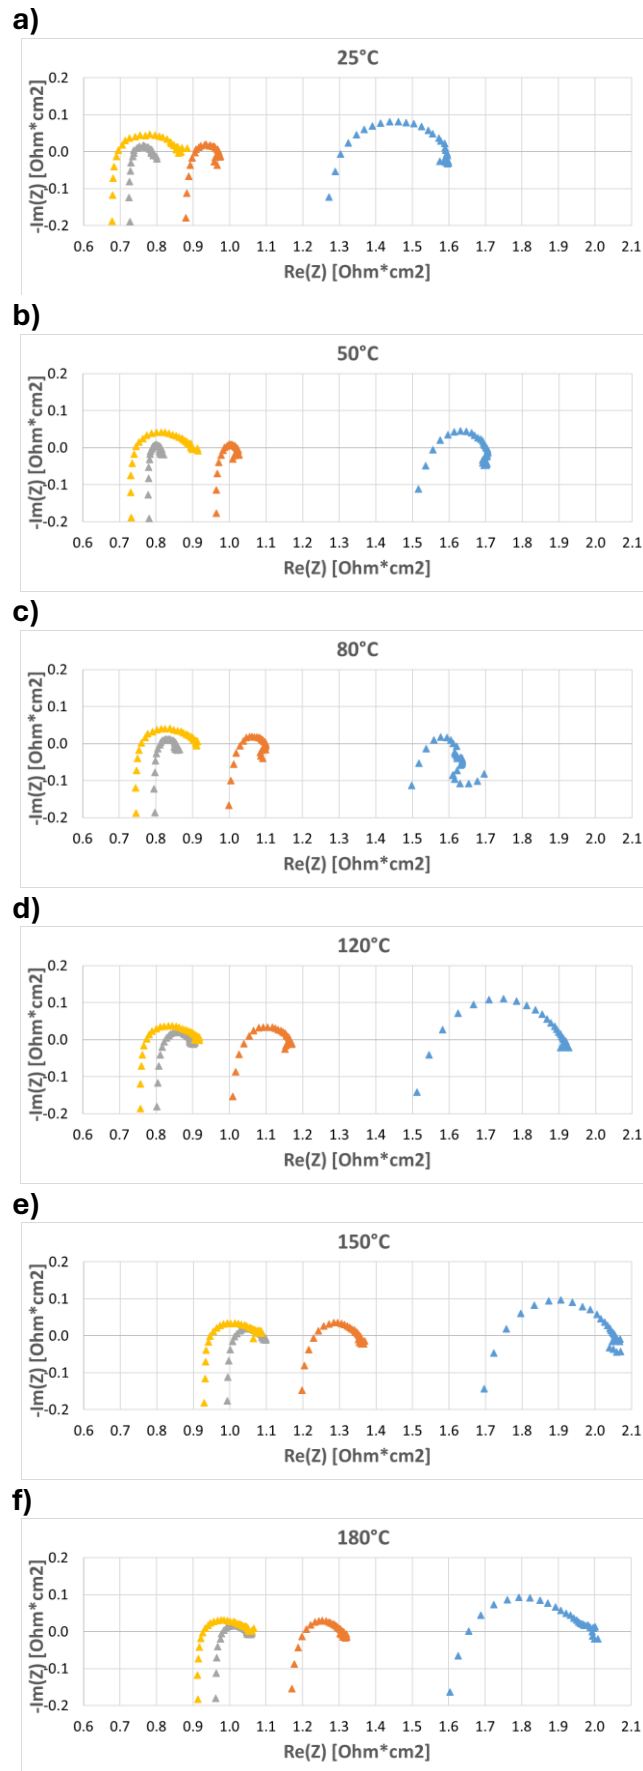 a)
25°C
-Im(Z) [Ohm*cm2]
0.2
0.1
0.0
-0.1
-0.2
0.6 0.7 0.8 0.9 1.0 1.1 1.2 1.3 1.4 1.5 1.6 1.7 1.8 1.9 2.0 2.1
Re(Z) [Ohm*cm2]
b)
50°C
-Im(Z) [Ohm*cm2]
0.2
0.1
0.0
-0.1
-0.2
0.6 0.7 0.8 0.9 1.0 1.1 1.2 1.3 1.4 1.5 1.6 1.7 1.8 1.9 2.0 2.1
Re(Z) [Ohm*cm2]
c)
80°C
-Im(Z) [Ohm*cm2]
0.2
0.1
0.0
-0.1
-0.2
0.6 0.7 0.8 0.9 1.0 1.1 1.2 1.3 1.4 1.5 1.6 1.7 1.8 1.9 2.0 2.1
Re(Z) [Ohm*cm2]
d)
120°C
-Im(Z) [Ohm*cm2]
0.2
0.1
0.0
-0.1
-0.2
0.6 0.7 0.8 0.9 1.0 1.1 1.2 1.3 1.4 1.5 1.6 1.7 1.8 1.9 2.0 2.1
Re(Z) [Ohm*cm2]
e)
150°C
-Im(Z) [Ohm*cm2]
0.2
0.1
0.0
-0.1
-0.2
0.6 0.7 0.8 0.9 1.0 1.1 1.2 1.3 1.4 1.5 1.6 1.7 1.8 1.9 2.0 2.1
Re(Z) [Ohm*cm2]
f)
180°C
-Im(Z) [Ohm*cm2]
0.2
0.1
0.0
-0.1
-0.2
0.6 0.7 0.8 0.9 1.0 1.1 1.2 1.3 1.4 1.5 1.6 1.7 1.8 1.9 2.0 2.1
Re(Z) [Ohm*cm2]